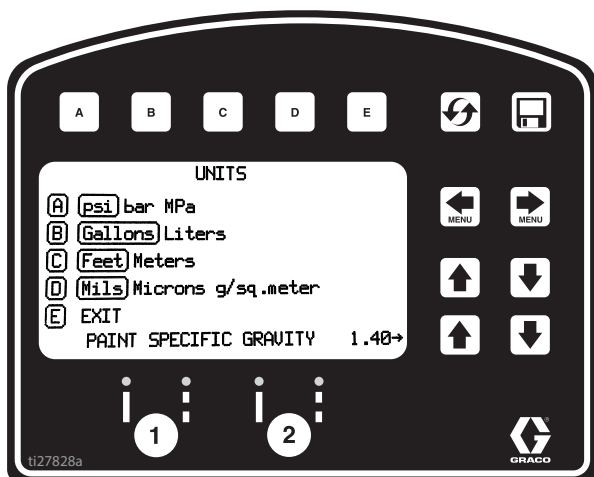 A B C D E
UNITS
A psi bar MPa
B Gallons Liters
C Feet Meters
D Mils Microns g/sq.meter
E EXIT
PAINT SPECIFIC GRAVITY 1.40→
MENU MENU
1 2
ti27828a
GRACO